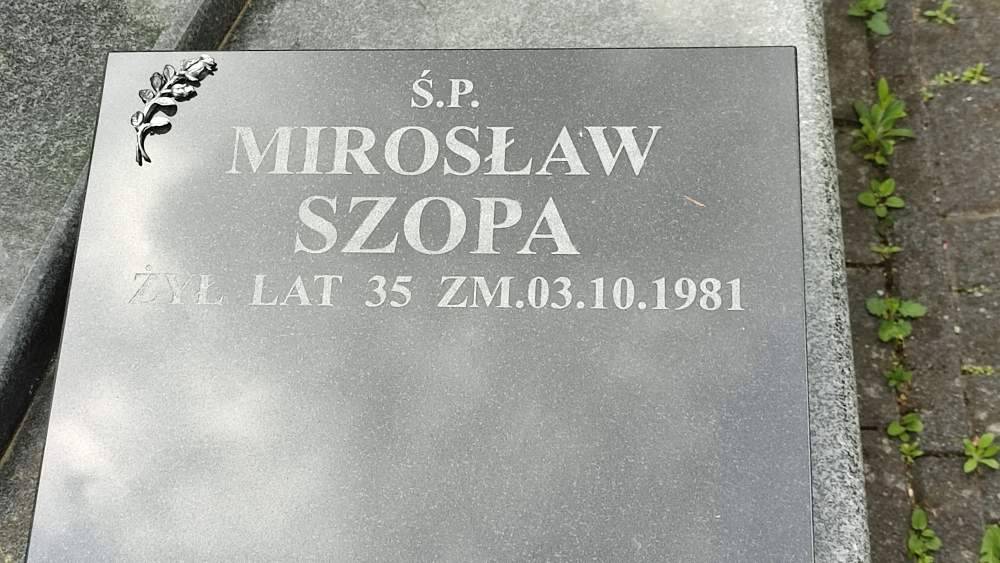 Ś.P.
MIROSŁAW
SZOPA
ŻYŁ LAT 35 ZM.03.10.1981